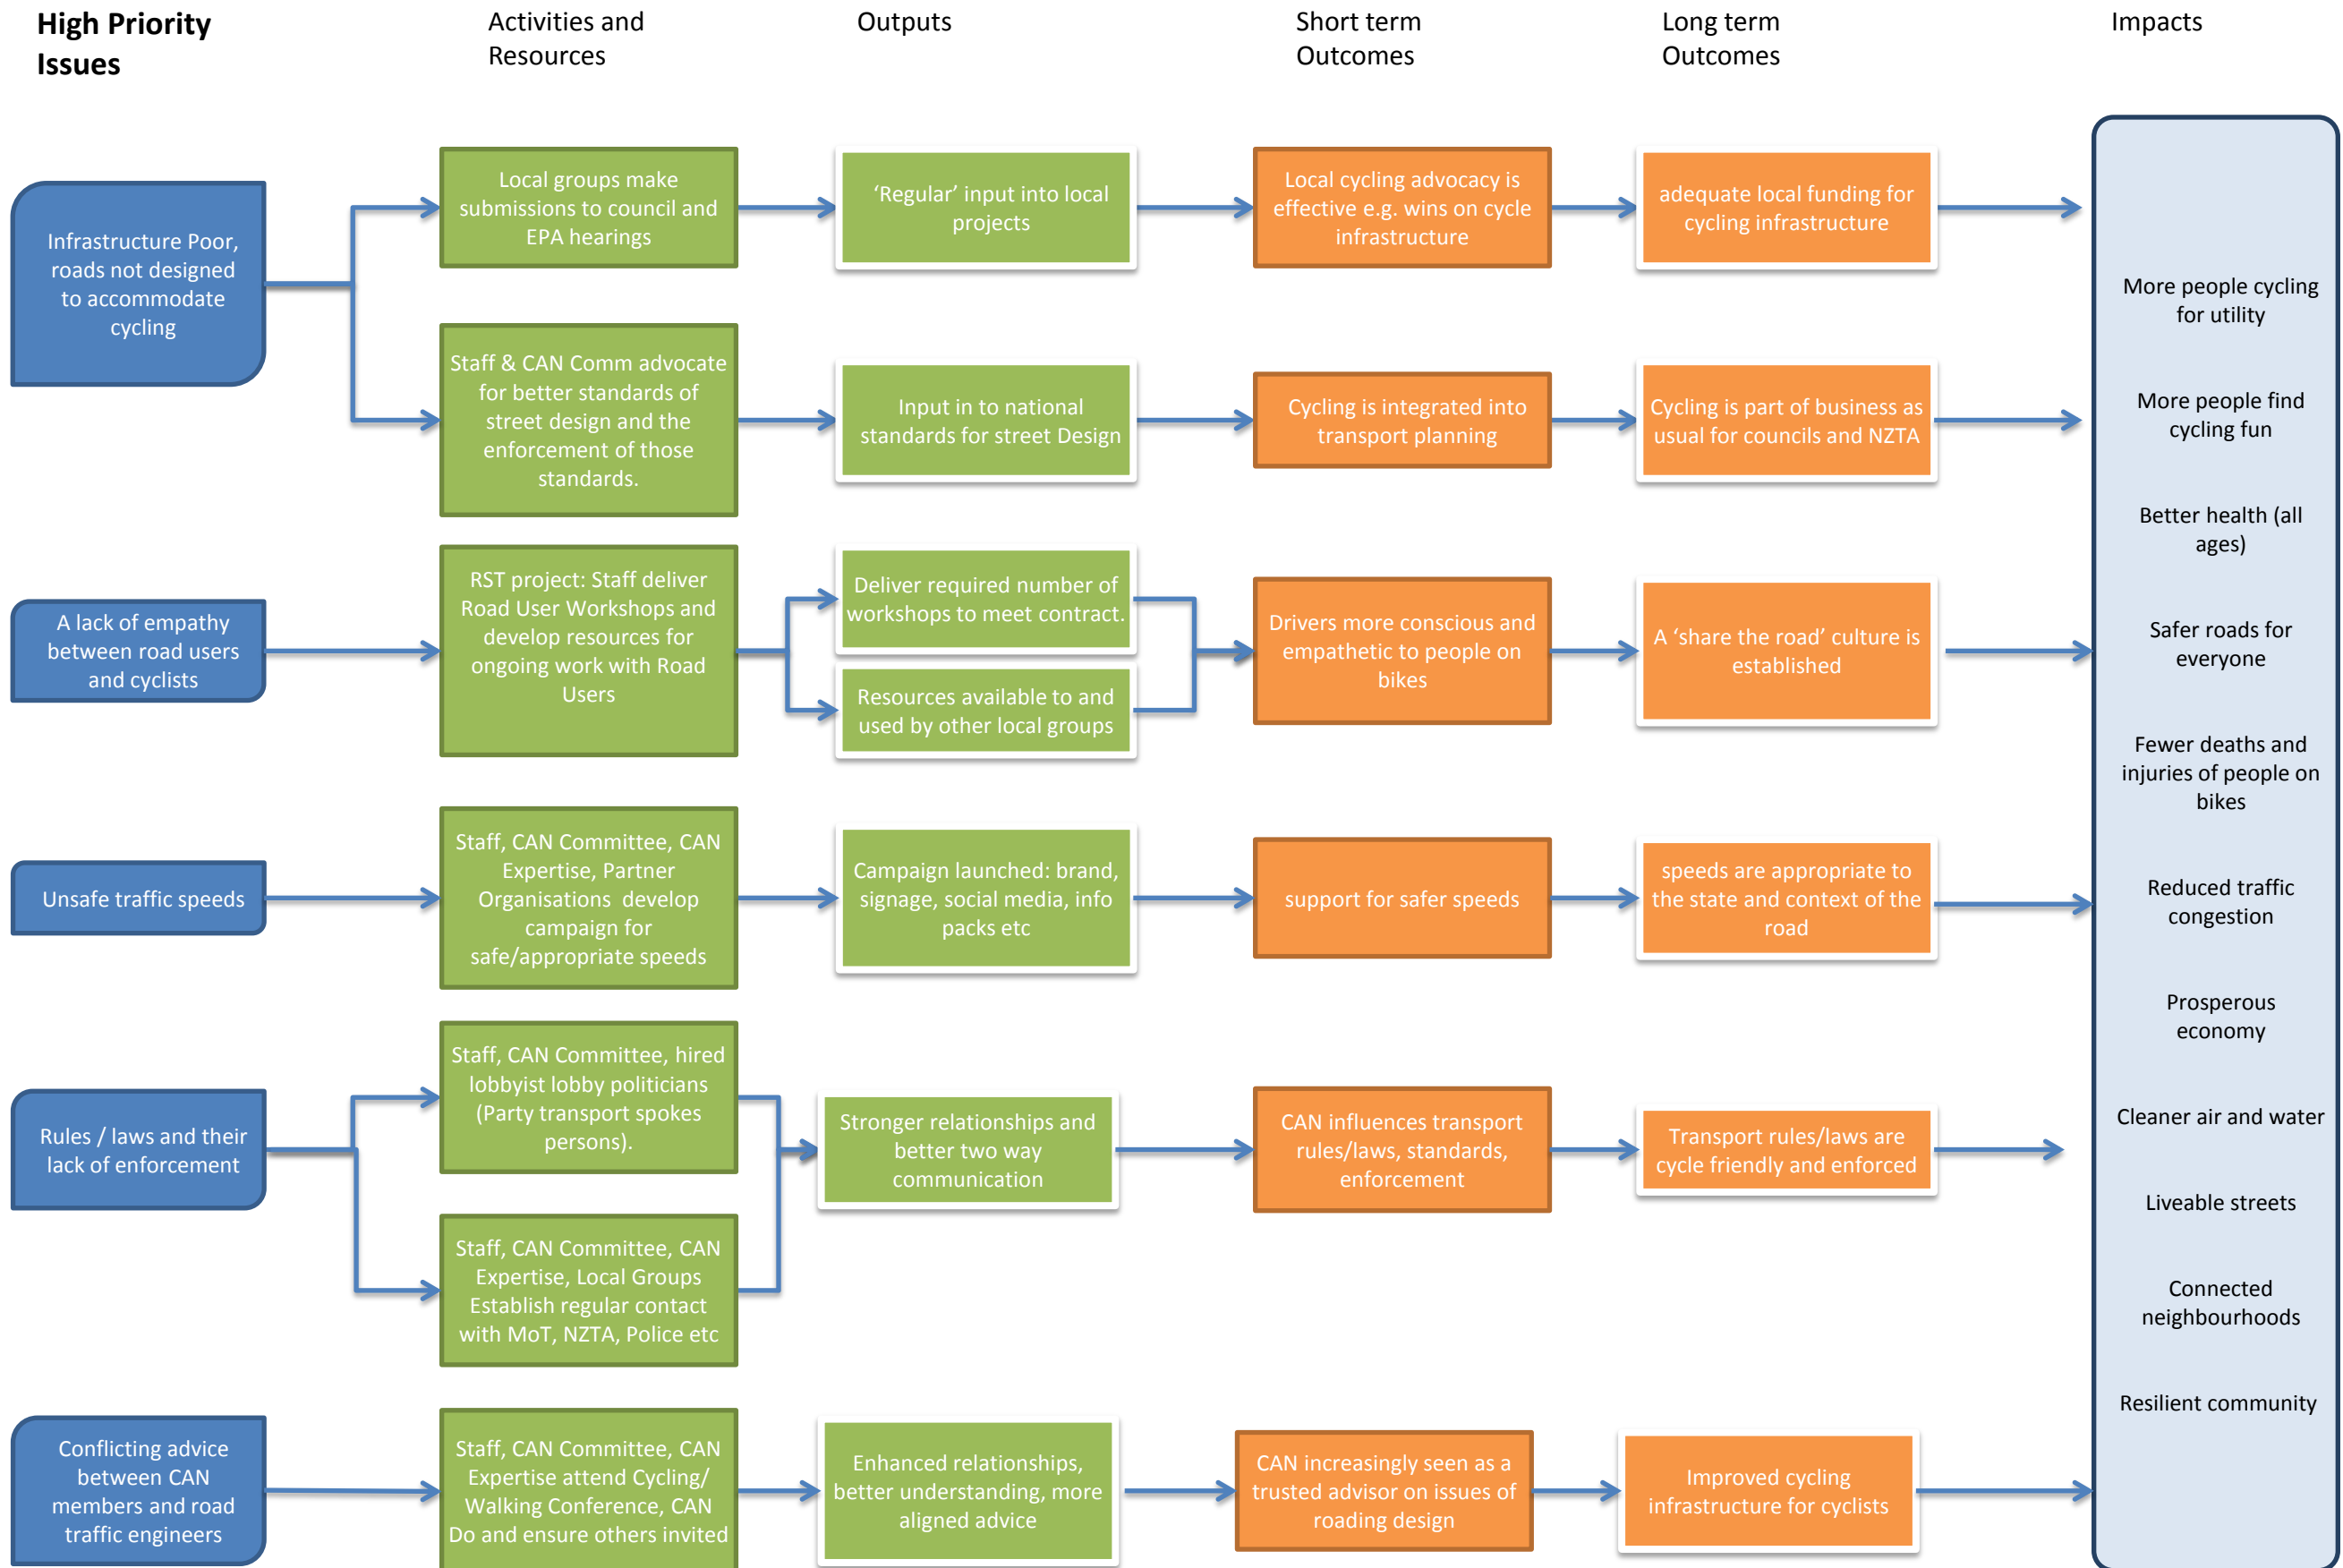 High Priority
Issues
Activities and
Resources
Outputs
Short term
Outcomes
Long term
Outcomes
Impacts
Infrastructure Poor,
roads not designed
to accommodate
cycling
Local groups make
submissions to council and
EPA hearings
‘Regular’ input into local
projects
Local cycling advocacy is
effective e.g. wins on cycle
infrastructure
adequate local funding for
cycling infrastructure
Staff & CAN Comm advocate
for better standards of
street design and the
enforcement of those
standards.
Input in to national
standards for street Design
Cycling is integrated into
transport planning
Cycling is part of business as
usual for councils and NZTA
A lack of empathy
between road users
and cyclists
RST project: Staff deliver
Road User Workshops and
develop resources for
ongoing work with Road
Users
Deliver required number of
workshops to meet contract.
Resources available to and
used by other local groups
Drivers more conscious and
empathetic to people on
bikes
A ‘share the road’ culture is
established
Unsafe traffic speeds
Staff, CAN Committee, CAN
Expertise, Partner
Organisations  develop
campaign for
safe/appropriate speeds
Campaign launched: brand,
signage, social media, info
packs etc
support for safer speeds
speeds are appropriate to
the state and context of the
road
Rules / laws and their
lack of enforcement
Staff, CAN Committee, hired
lobbyist lobby politicians
(Party transport spokes
persons).
Staff, CAN Committee, CAN
Expertise, Local Groups
Establish regular contact
with MoT, NZTA, Police etc
Stronger relationships and
better two way
communication
CAN influences transport
rules/laws, standards,
enforcement
Transport rules/laws are
cycle friendly and enforced
Conflicting advice
between CAN
members and road
traffic engineers
Staff, CAN Committee, CAN
Expertise attend Cycling/
Walking Conference, CAN
Do and ensure others invited
Enhanced relationships,
better understanding, more
aligned advice
CAN increasingly seen as a
trusted advisor on issues of
roading design
Improved cycling
infrastructure for cyclists
More people cycling
for utility
More people find
cycling fun
Better health (all
ages)
Safer roads for
everyone
Fewer deaths and
injuries of people on
bikes
Reduced traffic
congestion
Prosperous
economy
Cleaner air and water
Liveable streets
Connected
neighbourhoods
Resilient community